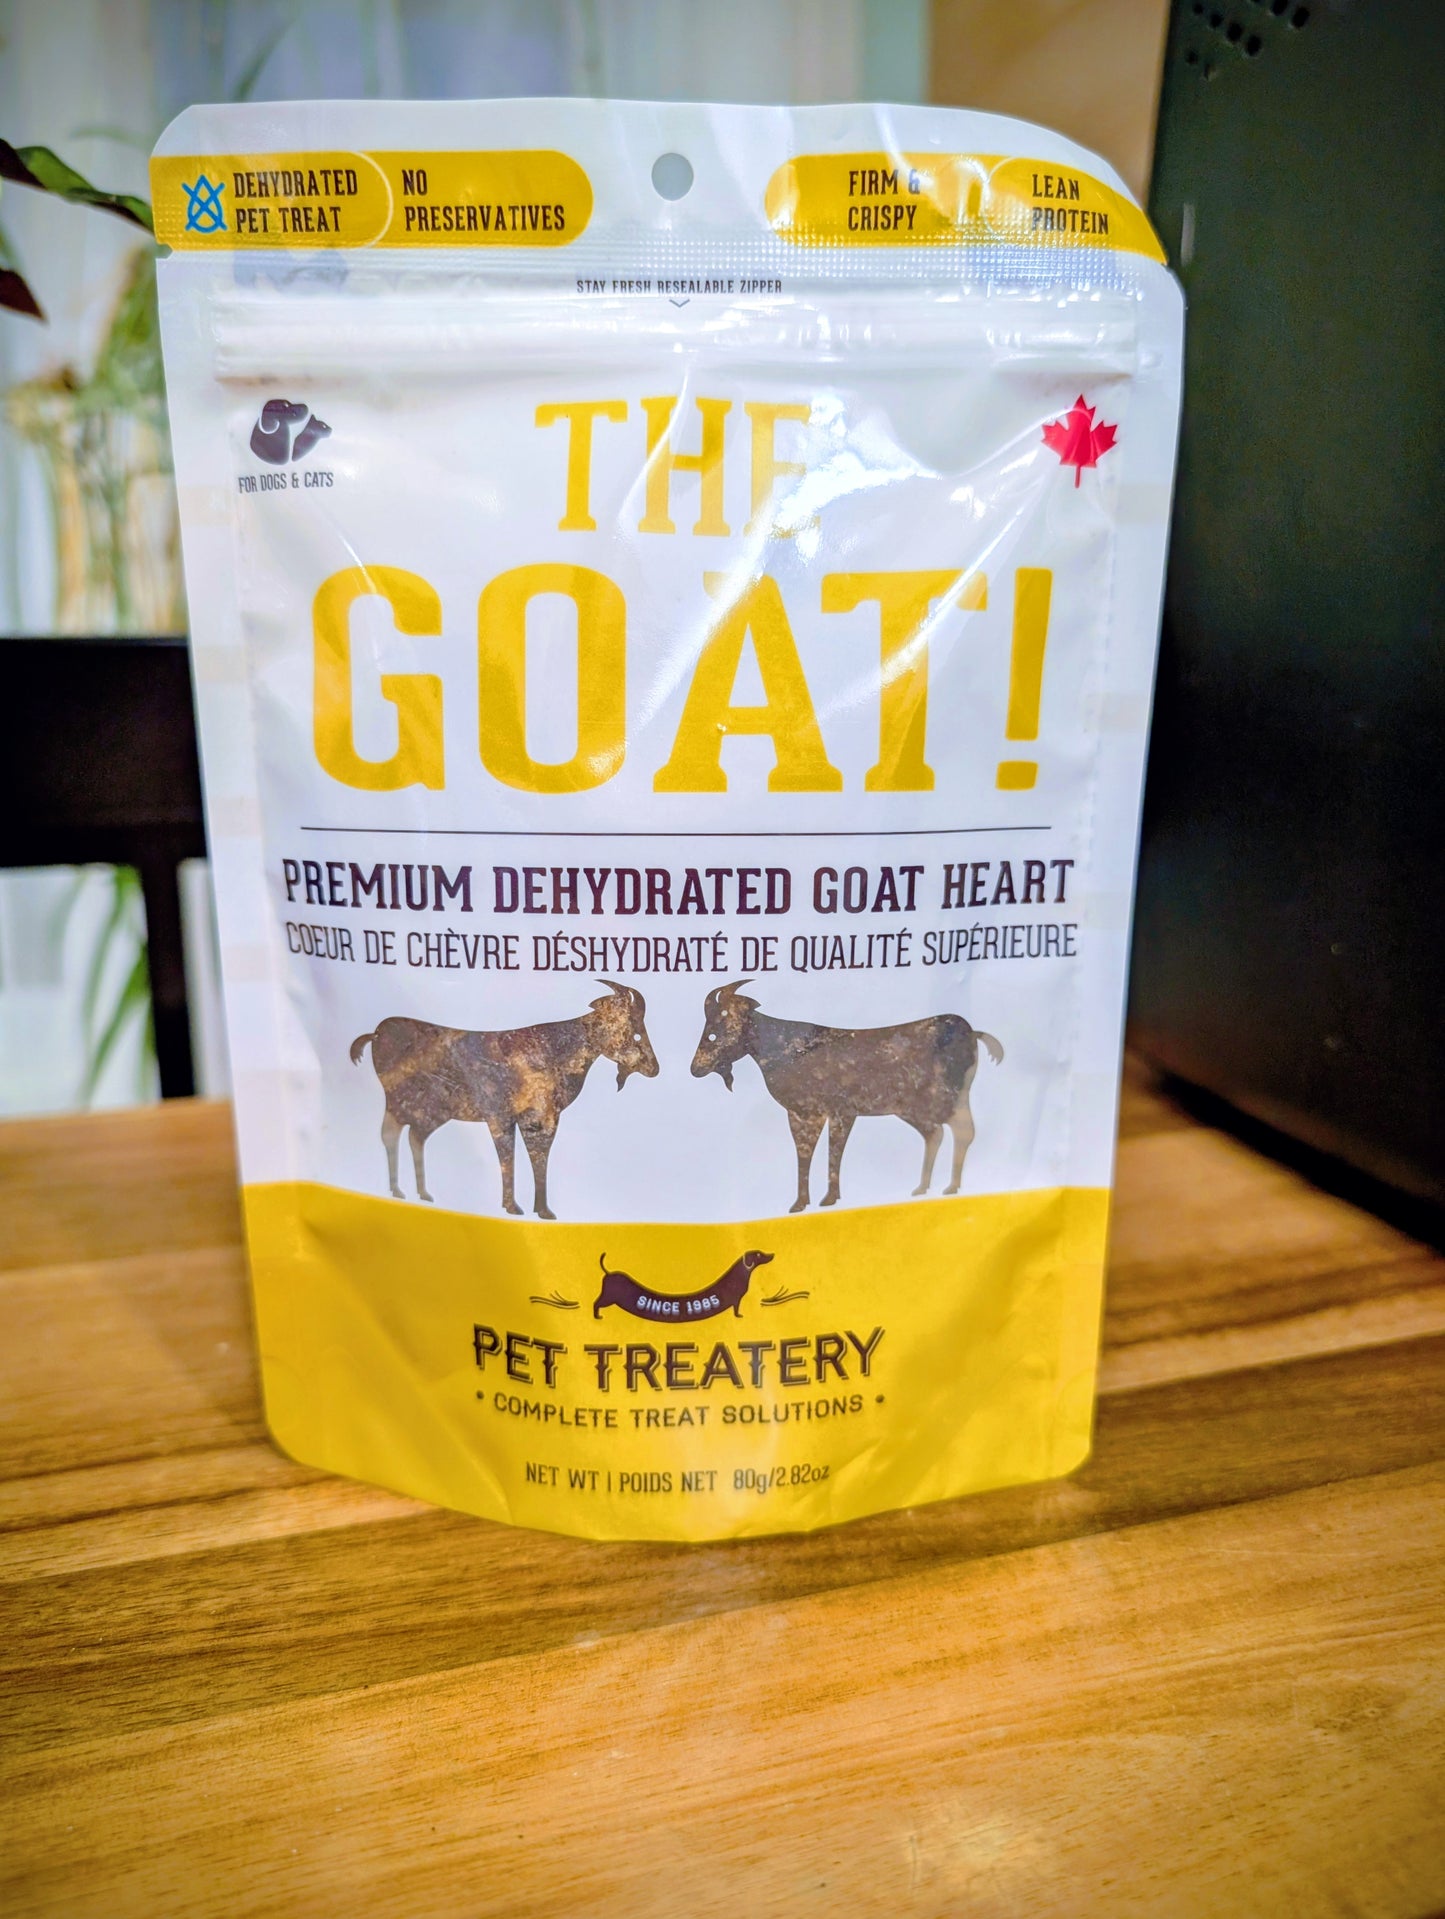 DEHYDRATED
PET TREAT
NO
PRESERVATIVES
FIRM &
CRISPY
LEAN
PROTEIN
STAY FRESH RESEALABLE ZIPPER
FOR DOGS & CATS
THE
GOAT!
PREMIUM DEHYDRATED GOAT HEART
COEUR DE CHÈVRE DÉSHYDRATÉ DE QUALITÉ SUPÉRIEURE
SINCE 1985
PET TREATERY
• COMPLETE TREAT SOLUTIONS •
NET WT | POIDS NET 80g/2.82oz